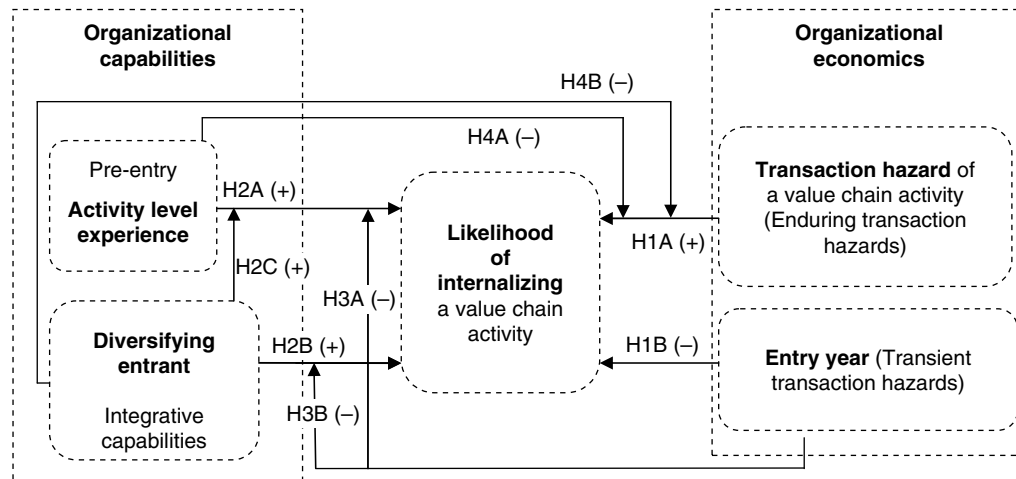 Organizational
capabilities
Organizational
economics
H4B (–)
H4A (–)
Pre-entry
Activity level
experience
H2A (+)
H2C (+)
H3A (–)
Likelihood
of
internalizing
a value chain
activity
Transaction hazard of
a value chain activity
(Enduring transaction
hazards)
H1A (+)
Diversifying
entrant
Integrative
capabilities
H2B (+)
H3B (–)
H1B (–)
Entry year (Transient
transaction hazards)